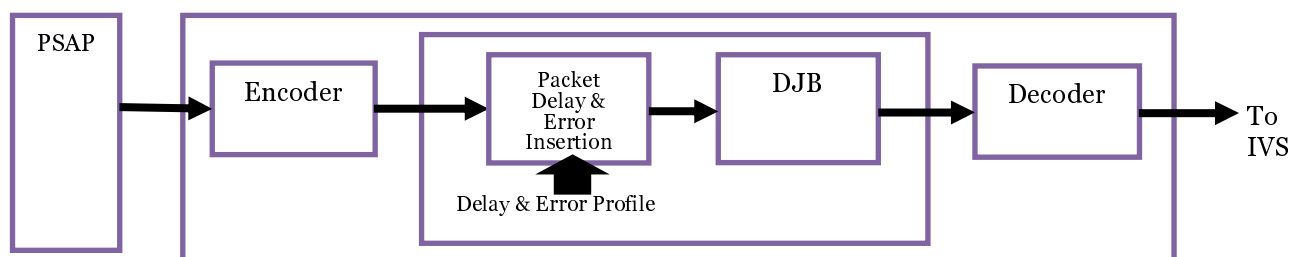 PSAP
Encoder
Packet
Delay &
Error
Insertion
DJB
Decoder
To
IVS
Delay & Error Profile